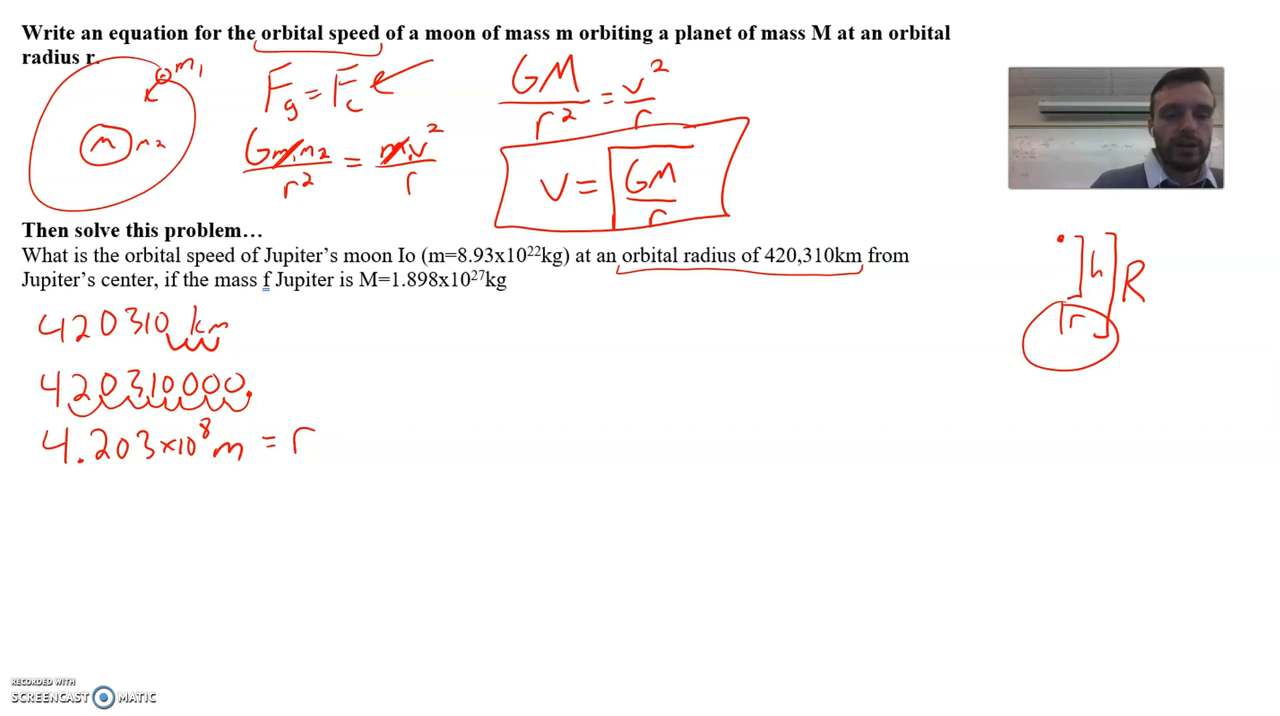 Write an equation for the orbital speed of a moon of mass m orbiting a planet of mass M at an orbital
radius r.
m₁
M m₂
Fg = Fc
Gm₁m₂/r² = m₁v²/r
GM/r² = v²/r
v = √(GM/r)
Then solve this problem…
What is the orbital speed of Jupiter’s moon Io (m=8.93x10²²kg) at an orbital radius of 420,310km from
Jupiter’s center, if the mass f Jupiter is M=1.898x10²⁷kg
h R
r
420310 km
420310000.
4.203×10⁸ m = r
RECORDED WITH
SCREENCAST MATIC